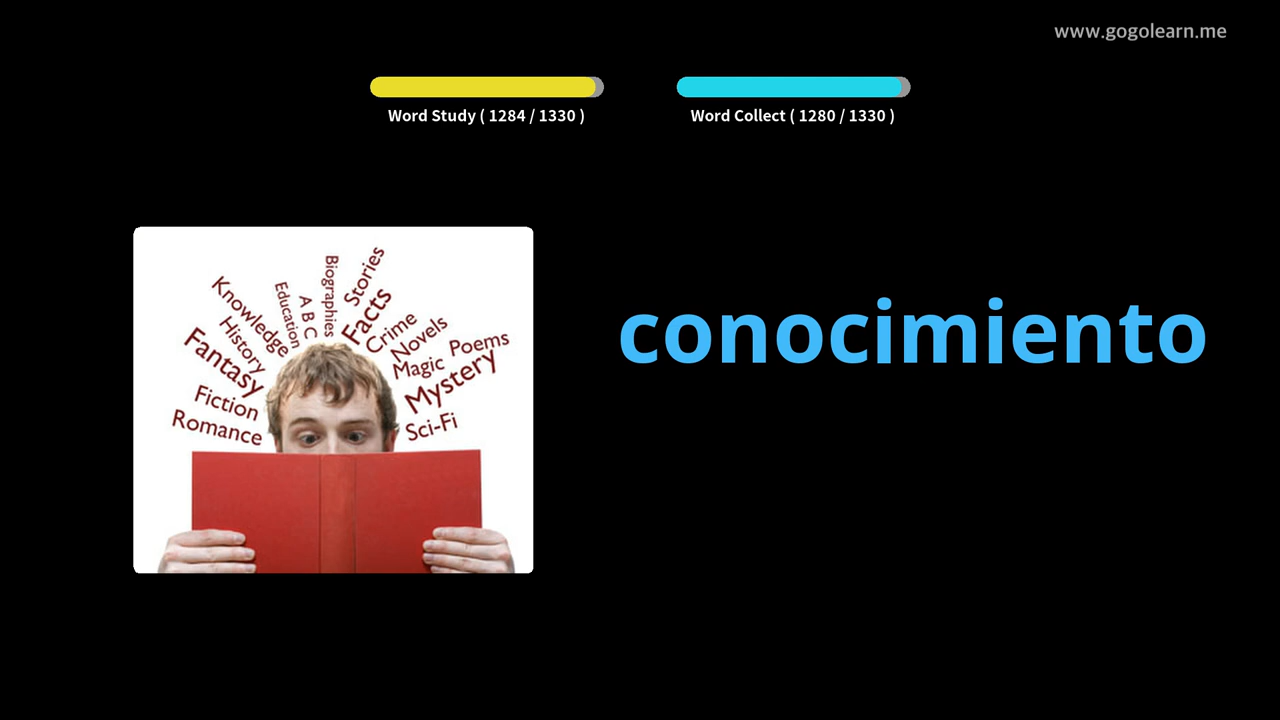 www.gogolearn.me
Word Study ( 1284 / 1330 )
Word Collect ( 1280 / 1330 )
Romance
Fiction
Fantasy
History
Knowledge
Education
A B C
Biographies
Stories
Facts
Crime
Novels
Magic
Poems
Mystery
Sci-Fi
conocimiento